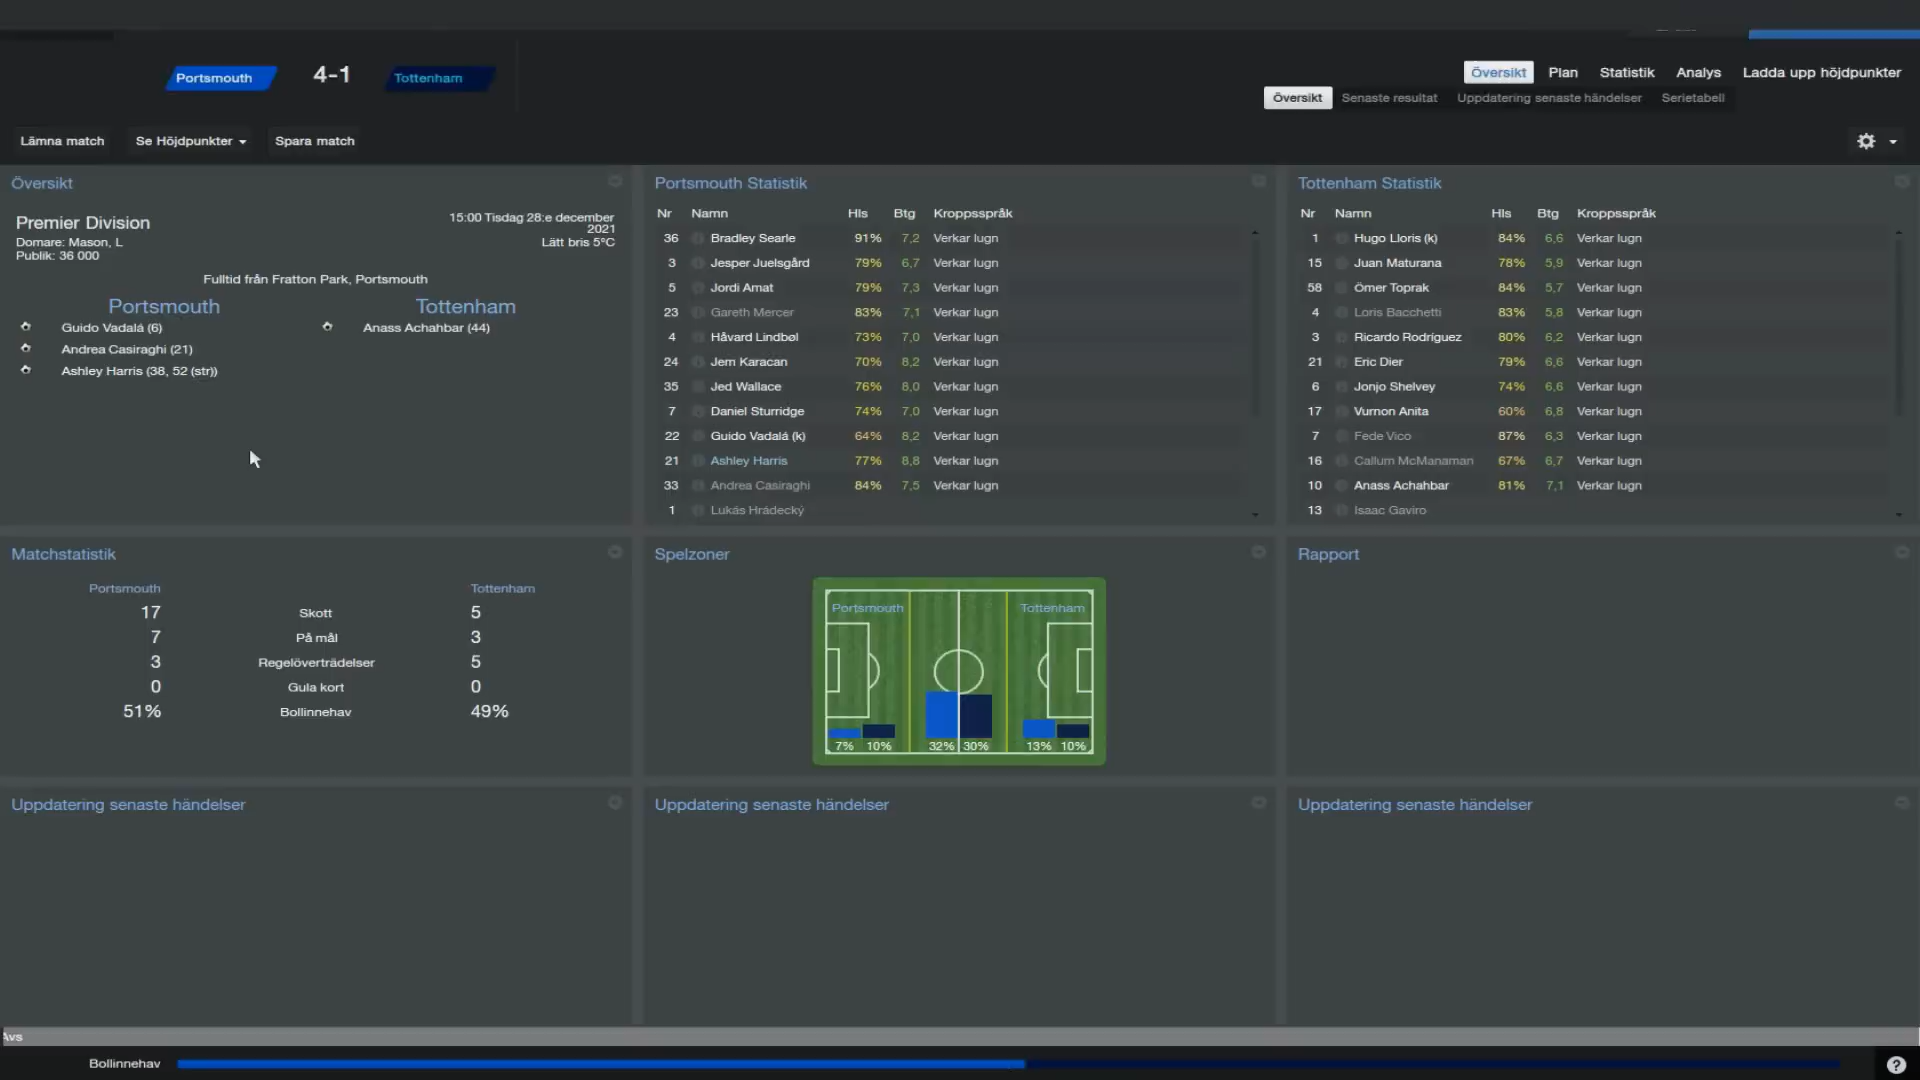 Portsmouth 4-1 Tottenham
Översikt Plan Statistik Analys Ladda upp höjdpunkter
Översikt Senaste resultat Uppdatering senaste händelser Serietabell
Lämna match Se Höjdpunkter Spara match
Översikt
Premier Division
Domare: Mason, L
Publik: 36 000
15:00 Tisdag 28:e december
2021
Lätt bris 5°C
Fulltid från Fratton Park, Portsmouth
Portsmouth Tottenham
Guido Vadalá (6) Anass Achahbar (44)
Andrea Casiraghi (21)
Ashley Harris (38, 52 (str))
Portsmouth Statistik
Nr Namn Hls Btg Kroppsspråk
36 Bradley Searle 91% 7,2 Verkar lugn
3 Jesper Juelsgård 79% 6,7 Verkar lugn
5 Jordi Amat 79% 7,3 Verkar lugn
23 Gareth Mercer 83% 7,1 Verkar lugn
4 Håvard Lindbøl 73% 7,0 Verkar lugn
24 Jem Karacan 70% 8,2 Verkar lugn
35 Jed Wallace 76% 8,0 Verkar lugn
7 Daniel Sturridge 74% 7,0 Verkar lugn
22 Guido Vadalá (k) 64% 8,2 Verkar lugn
21 Ashley Harris 77% 8,8 Verkar lugn
33 Andrea Casiraghi 84% 7,5 Verkar lugn
1 Lukás Hrádecký
Tottenham Statistik
Nr Namn Hls Btg Kroppsspråk
1 Hugo Lloris (k) 84% 6,6 Verkar lugn
15 Juan Maturana 78% 5,9 Verkar lugn
58 Ömer Toprak 84% 5,7 Verkar lugn
4 Loris Bacchetti 83% 5,8 Verkar lugn
3 Ricardo Rodríguez 80% 6,2 Verkar lugn
21 Eric Dier 79% 6,6 Verkar lugn
6 Jonjo Shelvey 74% 6,6 Verkar lugn
17 Vurnon Anita 60% 6,8 Verkar lugn
7 Fede Vico 87% 6,3 Verkar lugn
16 Callum McManaman 67% 6,7 Verkar lugn
10 Anass Achahbar 81% 7,1 Verkar lugn
13 Isaac Gaviro
Matchstatistik
Portsmouth Tottenham
17 Skott 5
7 På mål 3
3 Regelöverträdelser 5
0 Gula kort 0
51% Bollinnehav 49%
Spelzoner
Portsmouth Tottenham
7% 10% 32% 30% 13% 10%
Rapport
Uppdatering senaste händelser Uppdatering senaste händelser Uppdatering senaste händelser
Avs
Bollinnehav
?